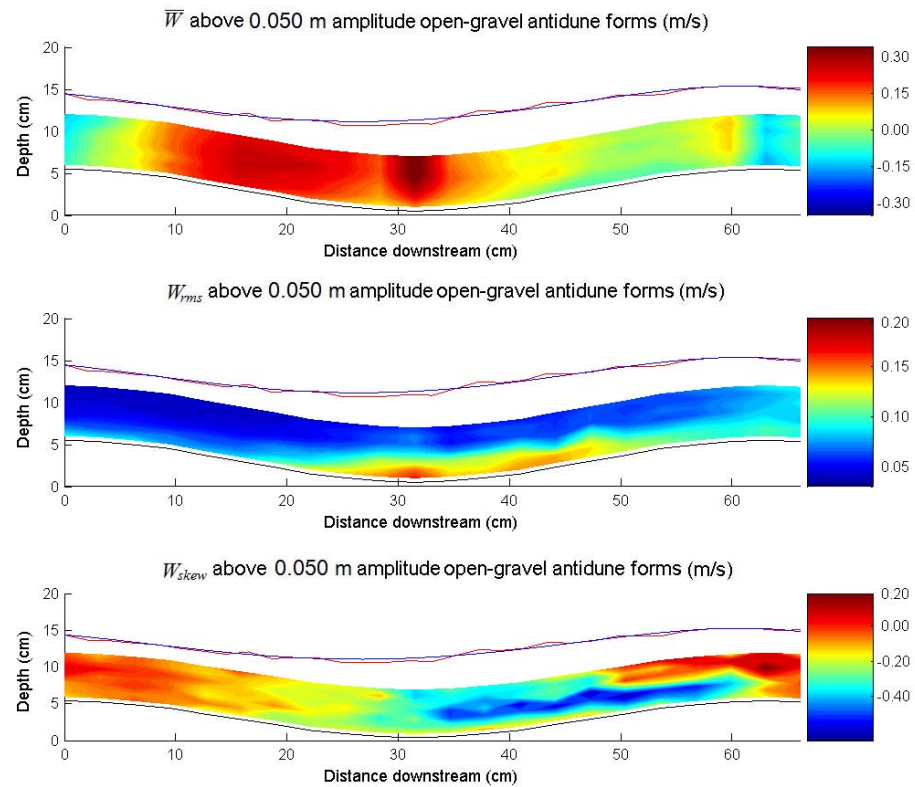 W̅ above 0.050 m amplitude open-gravel antidune forms (m/s)
20
15
10
5
0
Depth (cm)
0 10 20 30 40 50 60
Distance downstream (cm)
0.30
0.15
0.00
-0.15
-0.30
W_rms above 0.050 m amplitude open-gravel antidune forms (m/s)
20
15
10
5
0
Depth (cm)
0 10 20 30 40 50 60
Distance downstream (cm)
0.20
0.15
0.10
0.05
W_skew above 0.050 m amplitude open-gravel antidune forms (m/s)
20
15
10
5
0
Depth (cm)
0 10 20 30 40 50 60
Distance downstream (cm)
0.20
0.00
-0.20
-0.40